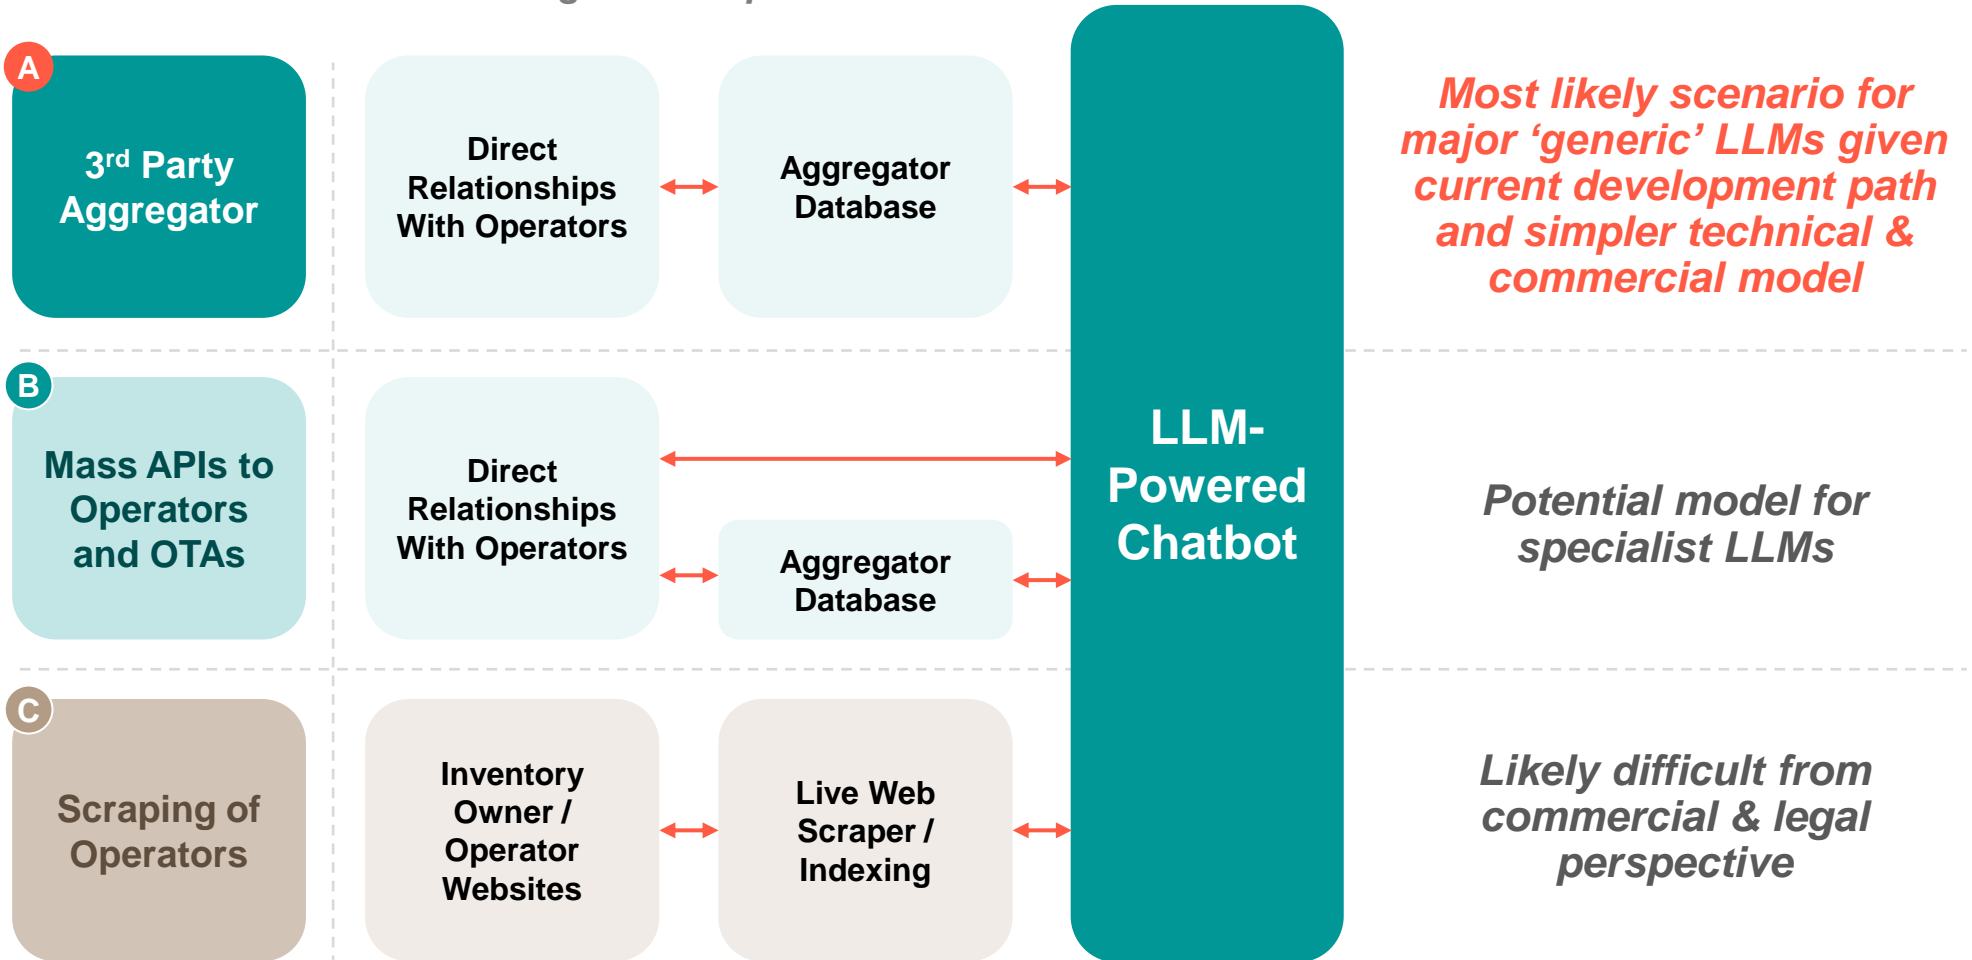 A
3rd Party
Aggregator
Direct
Relationships
With Operators
Aggregator
Database
Most likely scenario for
major ‘generic’ LLMs given
current development path
and simpler technical &
commercial model
B
Mass APIs to
Operators
and OTAs
Direct
Relationships
With Operators
Aggregator
Database
LLM-
Powered
Chatbot
Potential model for
specialist LLMs
C
Scraping of
Operators
Inventory
Owner /
Operator
Websites
Live Web
Scraper /
Indexing
Likely difficult from
commercial & legal
perspective